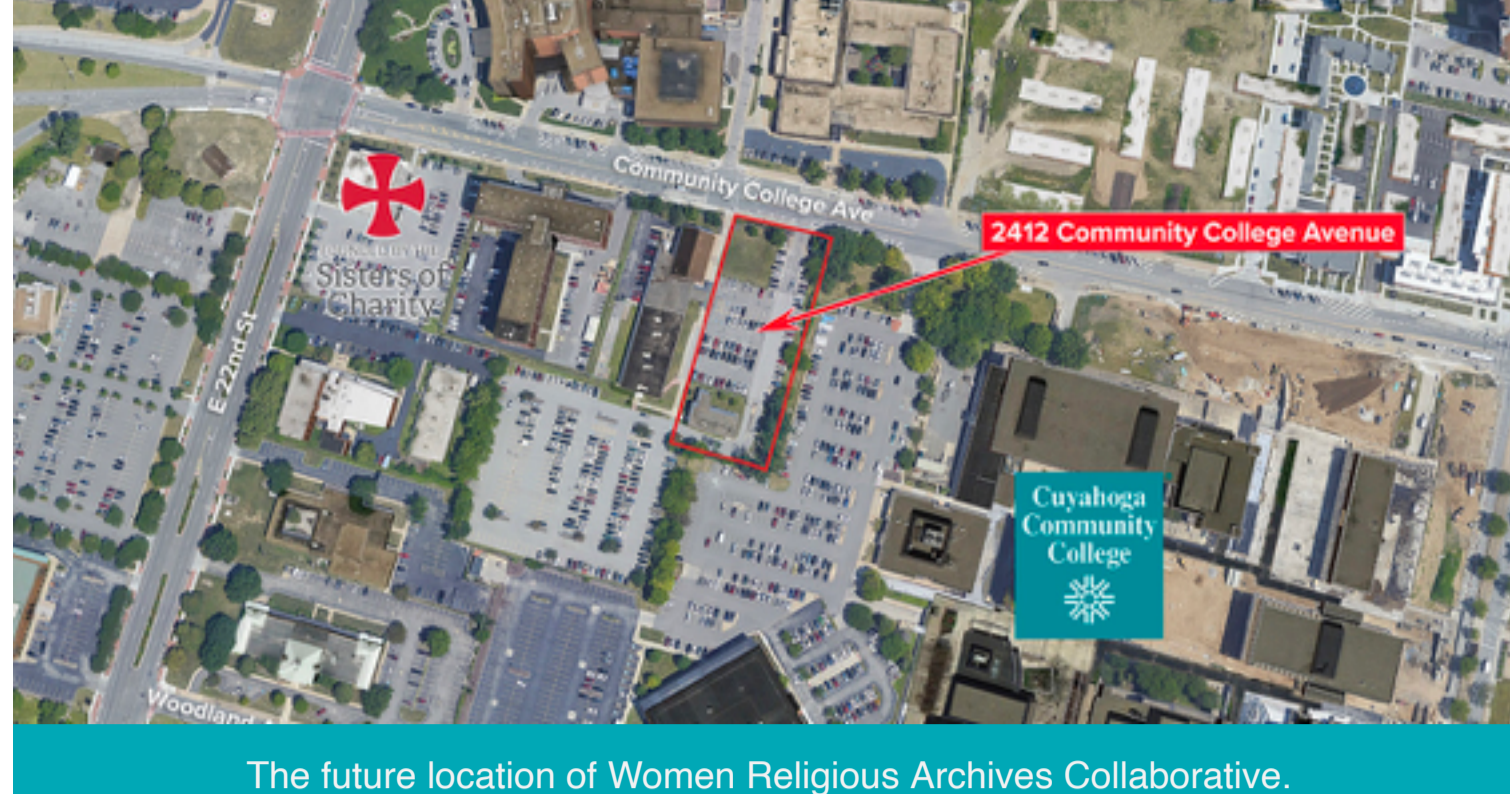 Community College Ave
2412 Community College Avenue
Sisters of
Charity
E 22nd St
Cuyahoga
Community
College
Woodland
The future location of Women Religious Archives Collaborative.